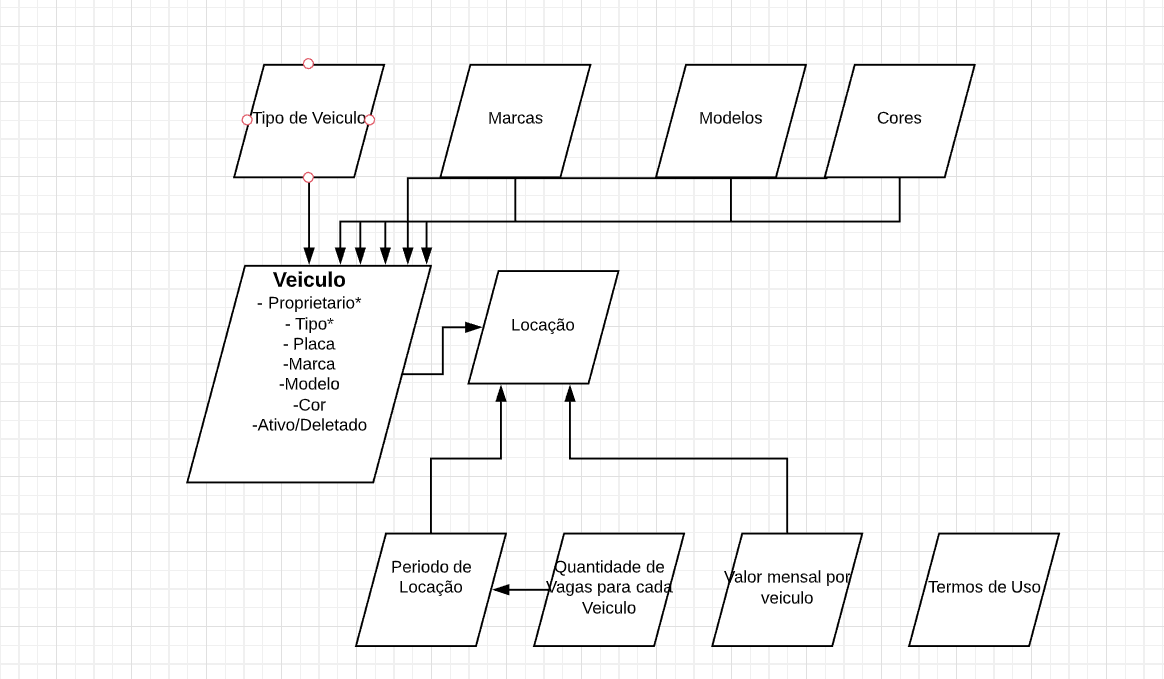 Tipo de Veiculo
Marcas
Modelos
Cores
Veiculo
- Proprietario*
- Tipo*
- Placa
-Marca
-Modelo
-Cor
-Ativo/Deletado
Locação
Periodo de
Locação
Quantidade de
Vagas para cada
Veiculo
Valor mensal por
veiculo
Termos de Uso